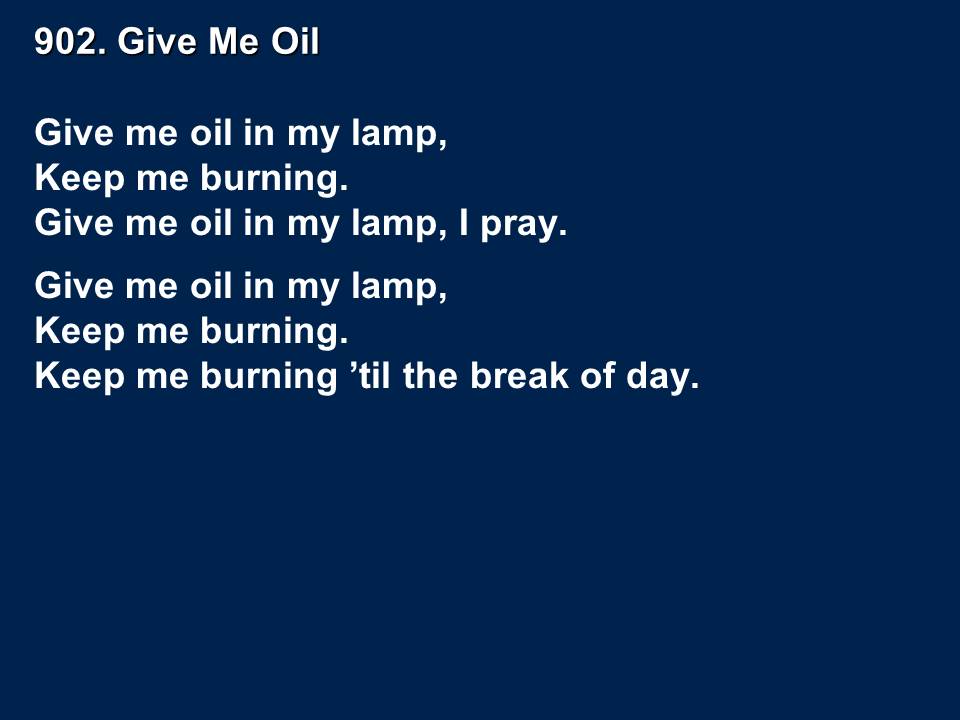 902. Give Me Oil
Give me oil in my lamp,
Keep me burning.
Give me oil in my lamp, I pray.
Give me oil in my lamp,
Keep me burning.
Keep me burning ’til the break of day.